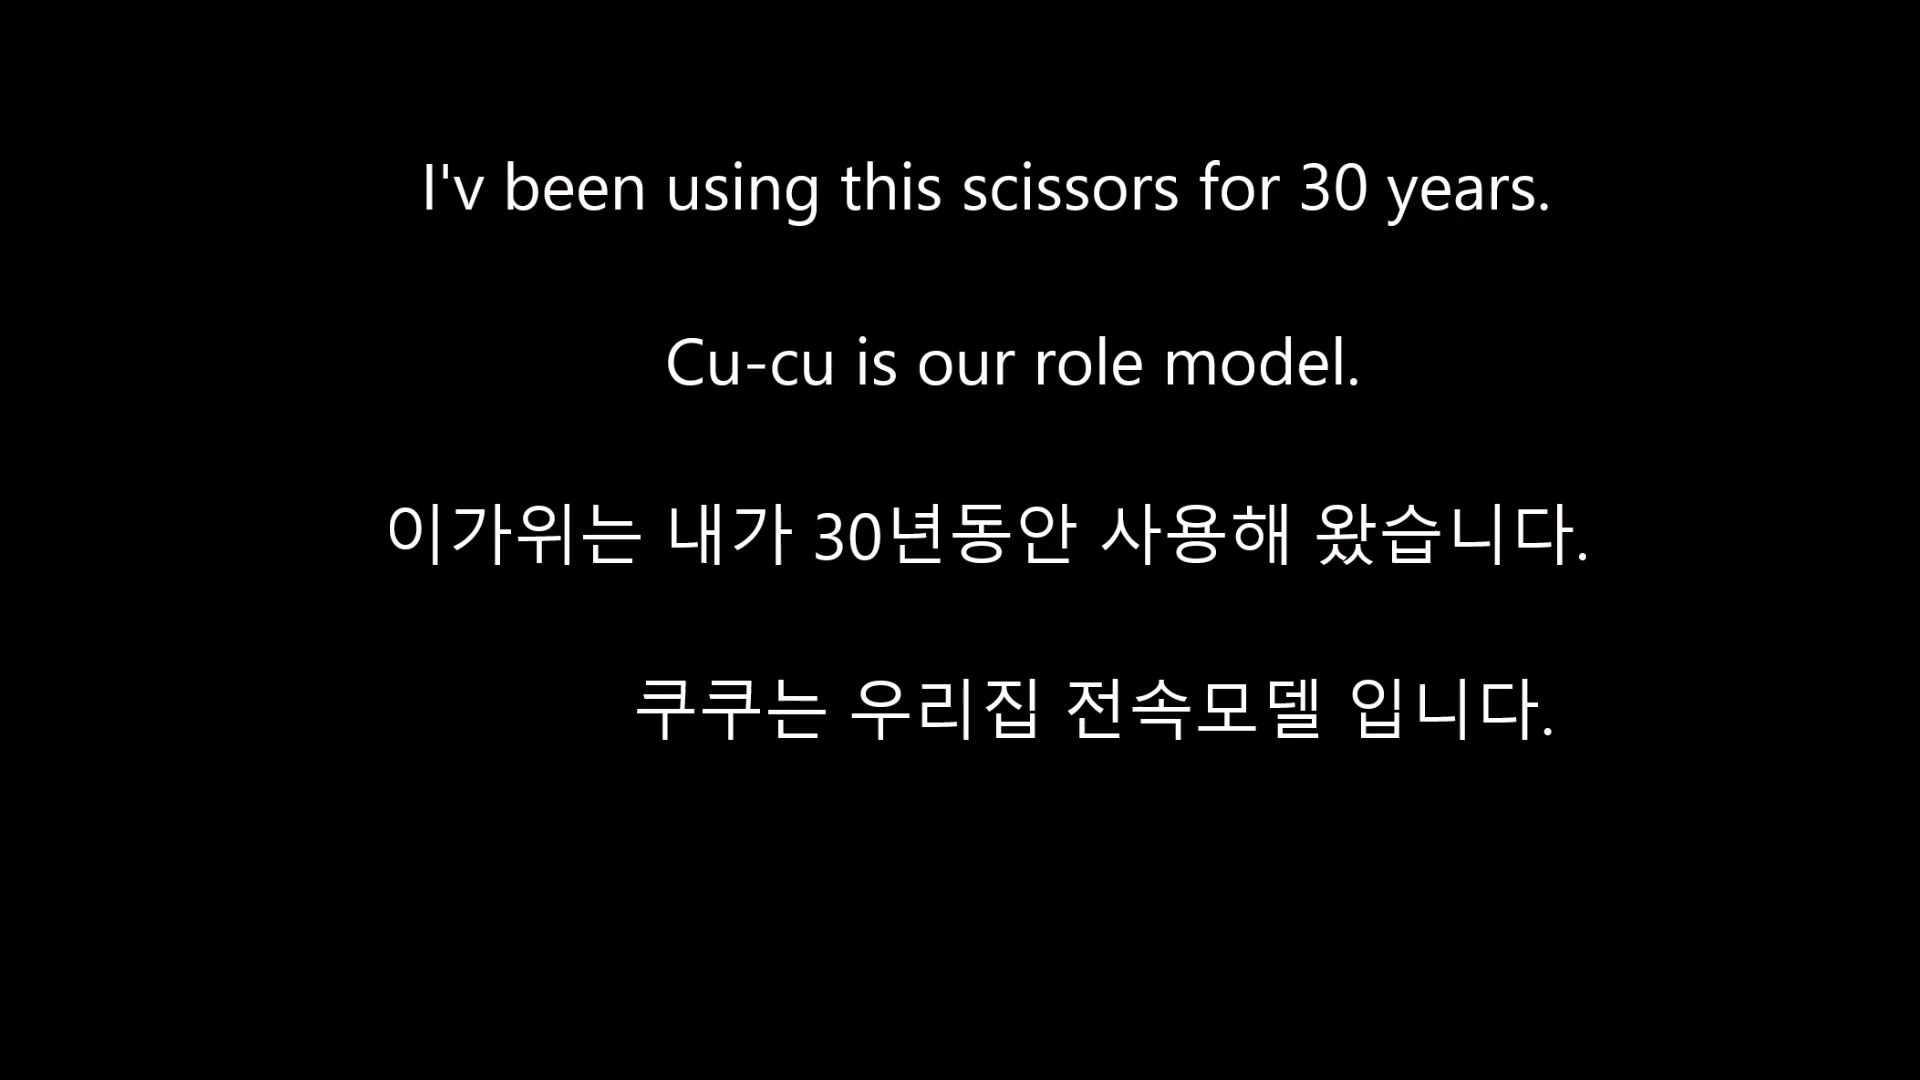 I'v been using this scissors for 30 years.
Cu-cu is our role model.
이가위는 내가 30년동안 사용해 왔습니다.
쿠쿠는 우리집 전속모델 입니다.